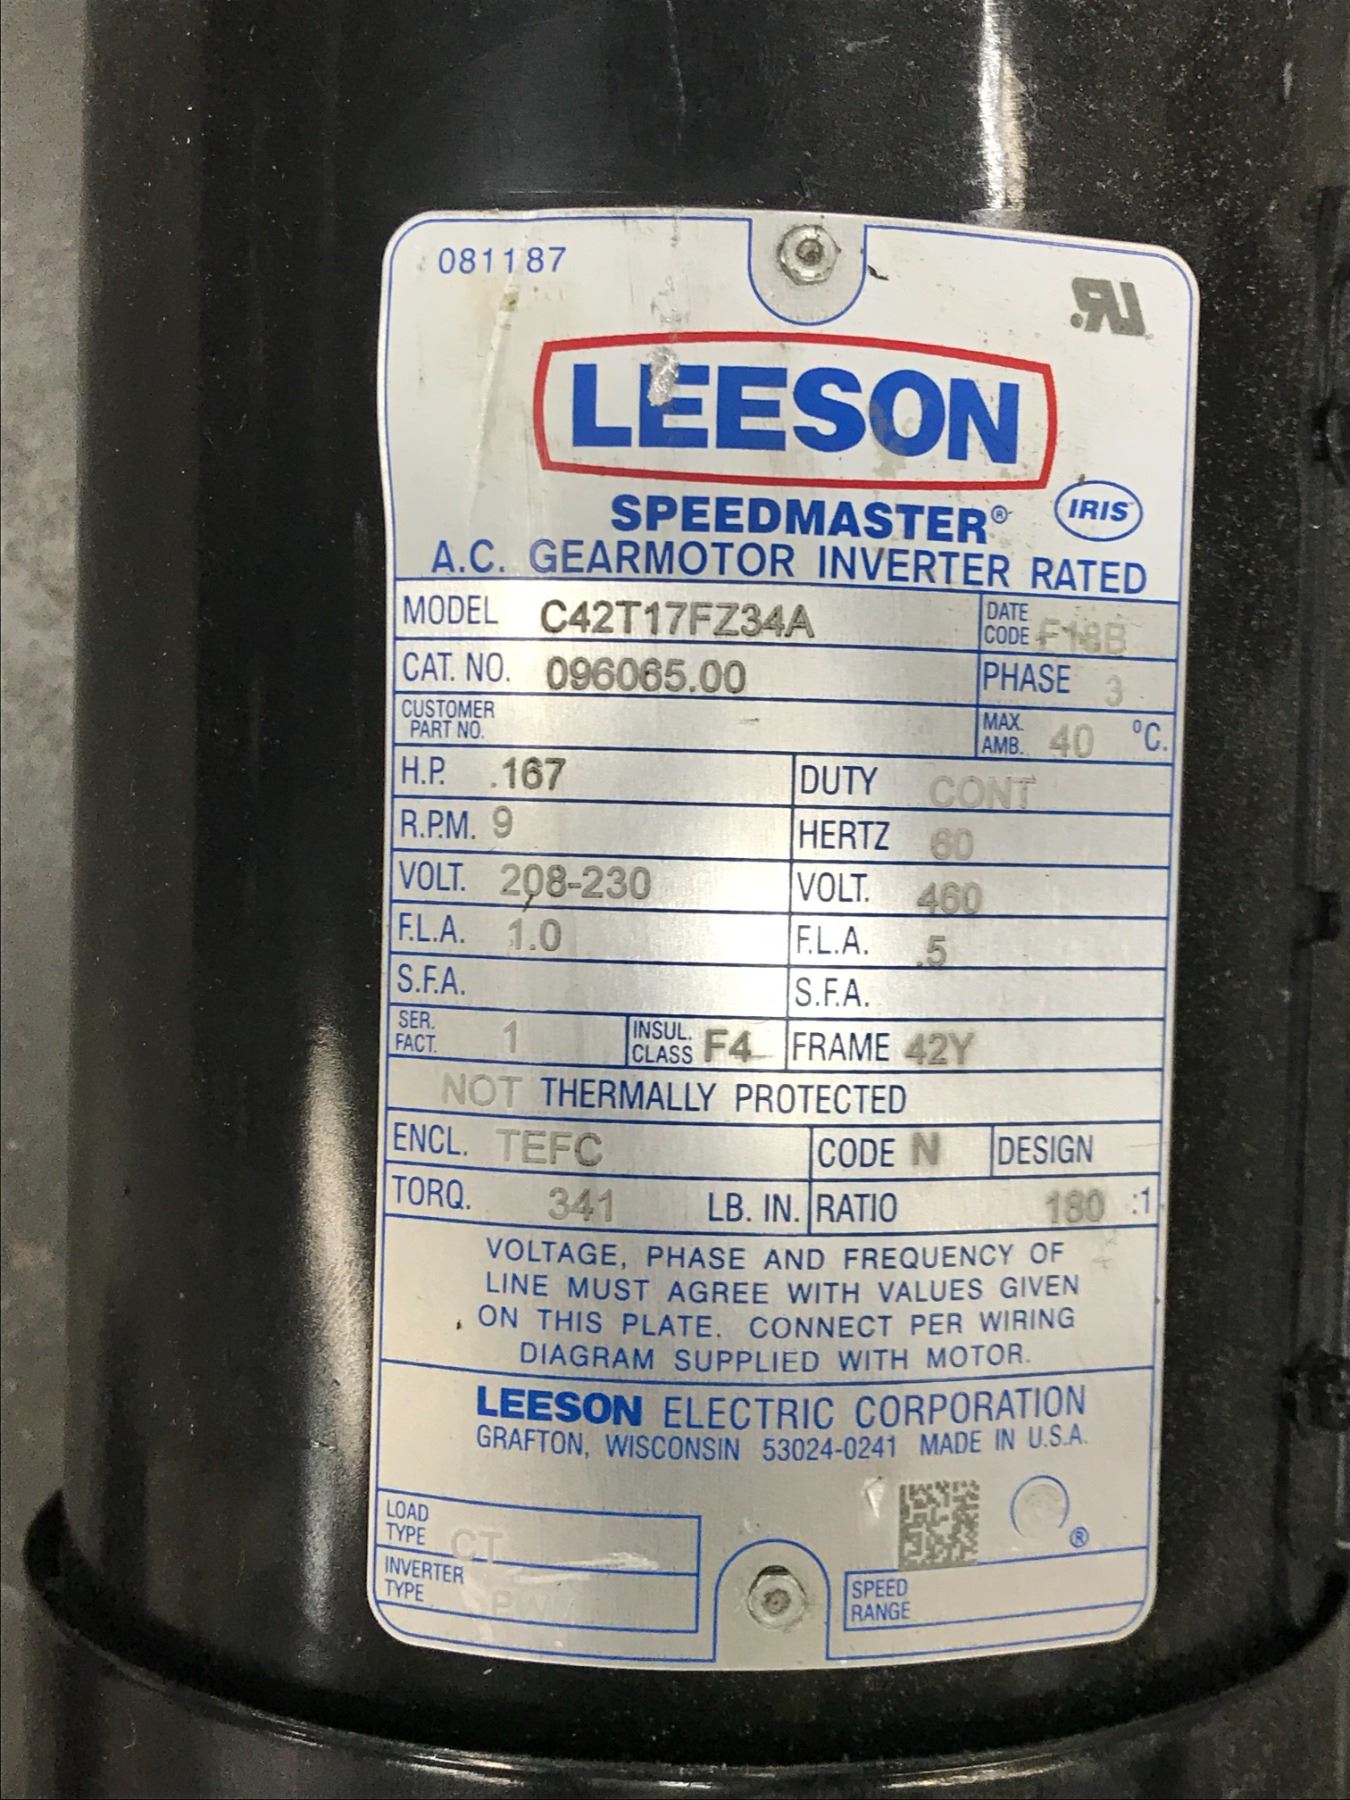 081187
LEESON
SPEEDMASTER® IRIS
A.C. GEARMOTOR INVERTER RATED
MODEL C42T17FZ34A DATE CODE F18B
CAT. NO. 096065.00 PHASE 3
CUSTOMER PART NO. MAX. AMB. 40 °C.
H.P. .167 DUTY CONT
R.P.M. 9 HERTZ 60
VOLT. 208-230 VOLT. 460
F.L.A. 1.0 F.L.A. .5
S.F.A. S.F.A.
SER. FACT. 1 INSUL. CLASS F4 FRAME 42Y
NOT THERMALLY PROTECTED
ENCL. TEFC CODE N DESIGN
TORQ. 341 LB. IN. RATIO 180 :1
VOLTAGE, PHASE AND FREQUENCY OF
LINE MUST AGREE WITH VALUES GIVEN
ON THIS PLATE. CONNECT PER WIRING
DIAGRAM SUPPLIED WITH MOTOR.
LEESON ELECTRIC CORPORATION
GRAFTON, WISCONSIN 53024-0241 MADE IN U.S.A.
LOAD TYPE CT
INVERTER TYPE PWM
SPEED RANGE
®